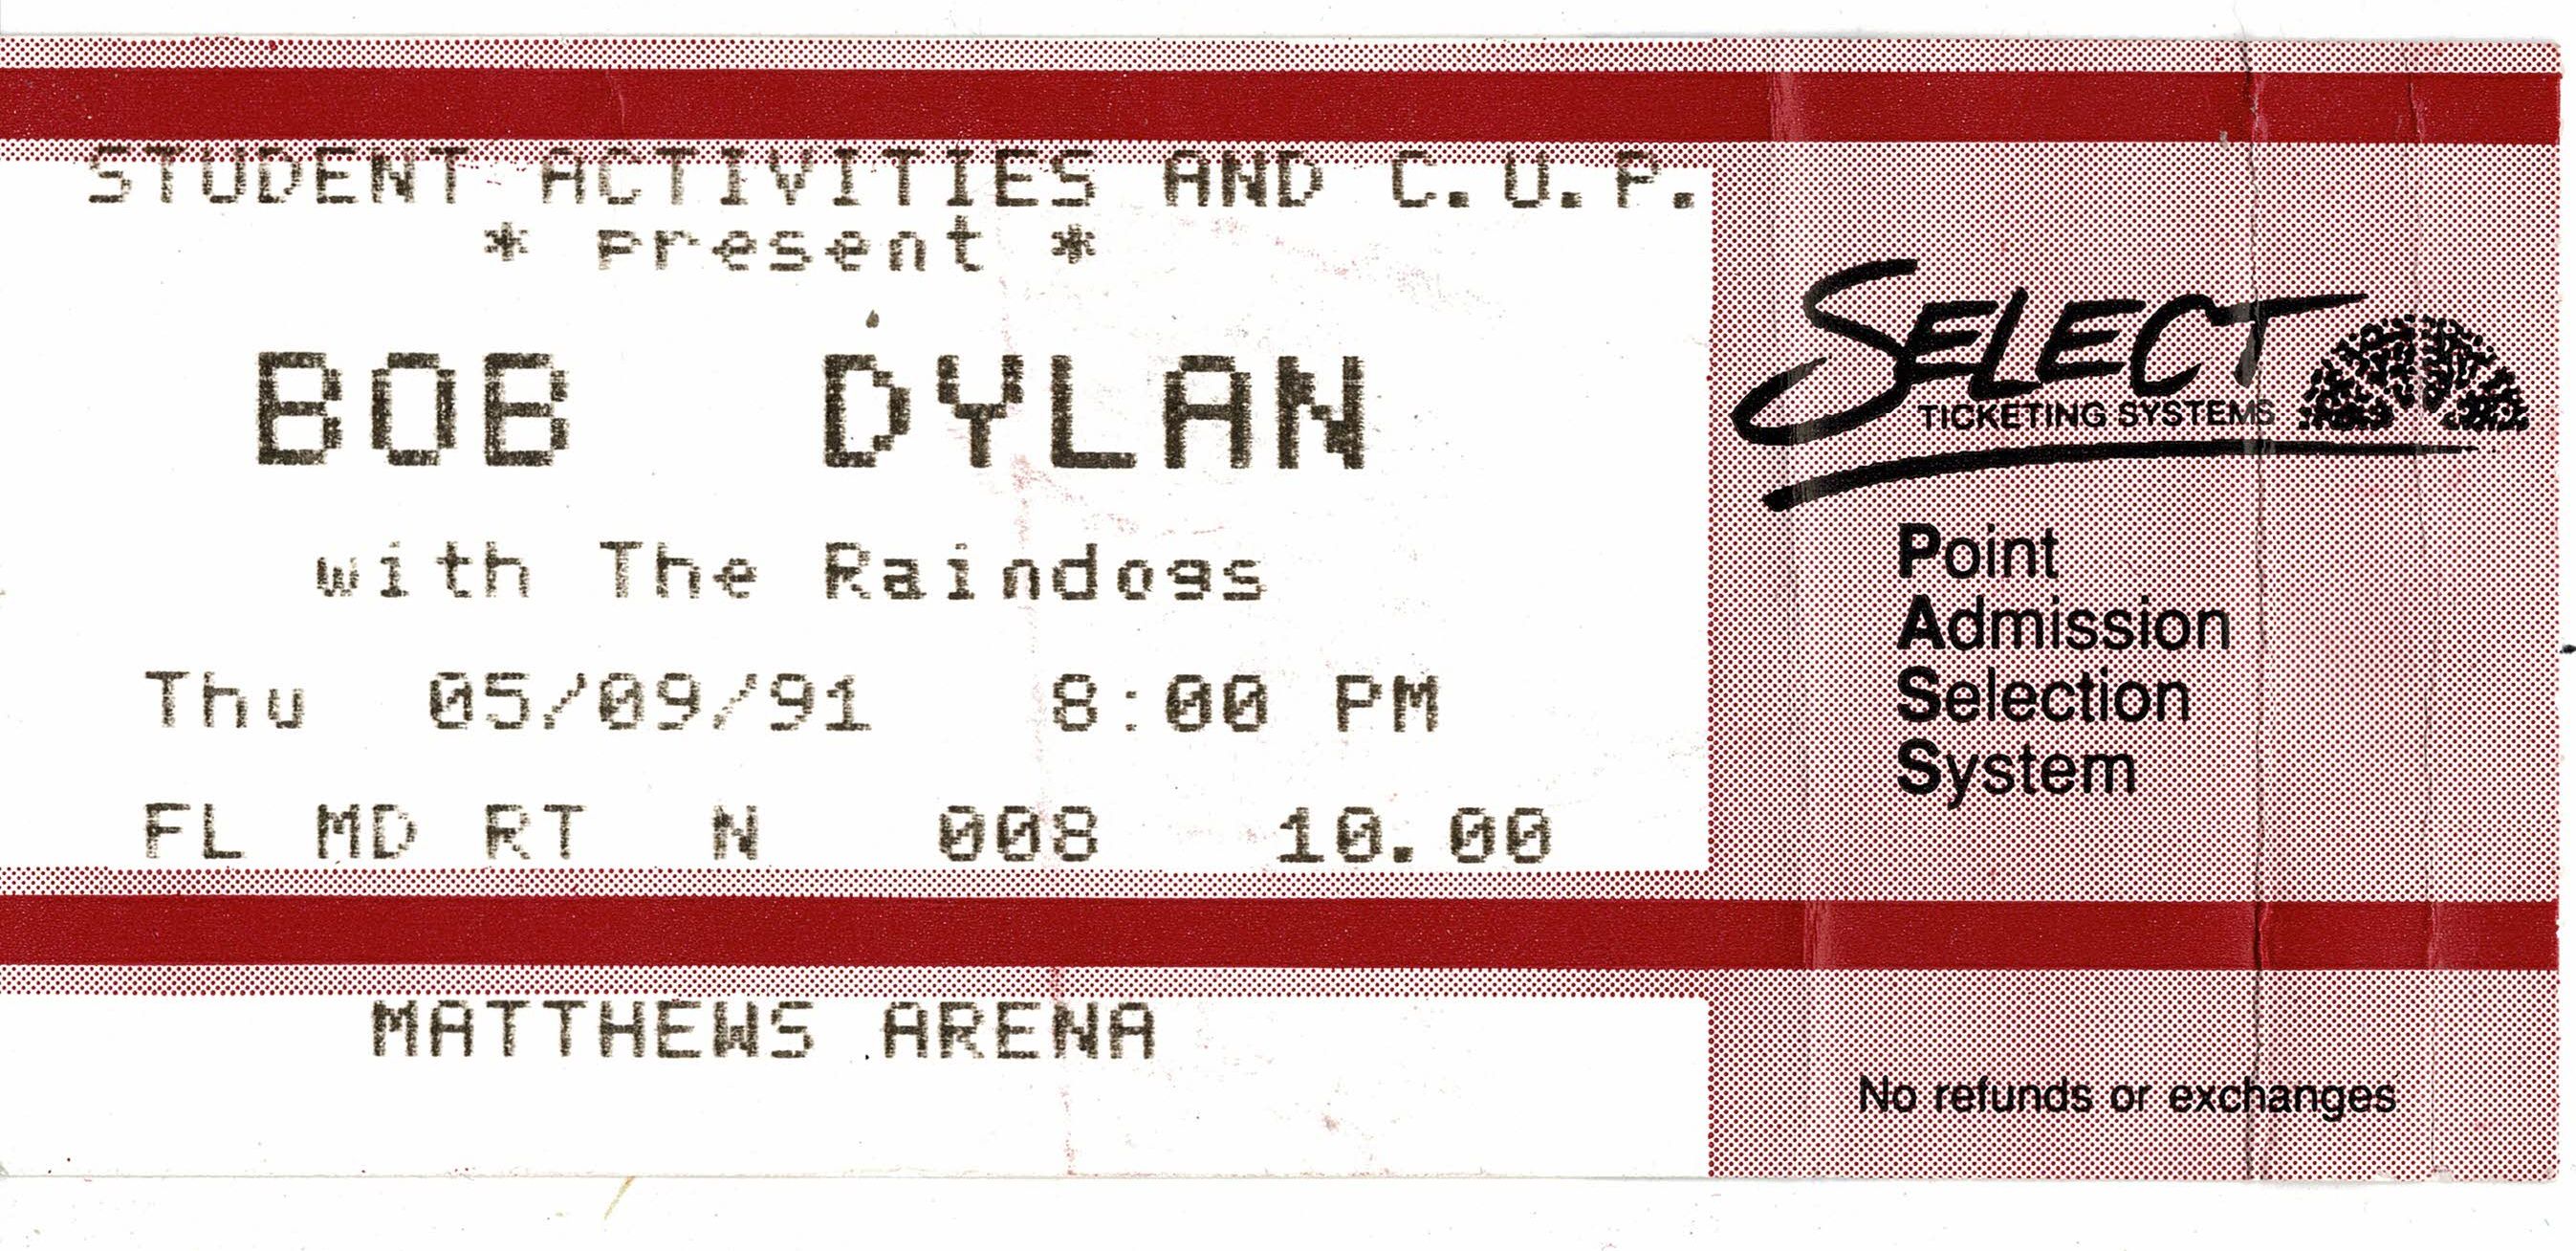 STUDENT ACTIVITIES AND C.U.P.
* present *
BOB DYLAN
with The Raindogs
Thu 05/09/91 8:00 PM
FL MD RT N 008 10.00
MATTHEWS ARENA
SELECT
TICKETING SYSTEMS
Point
Admission
Selection
System
No refunds or exchanges